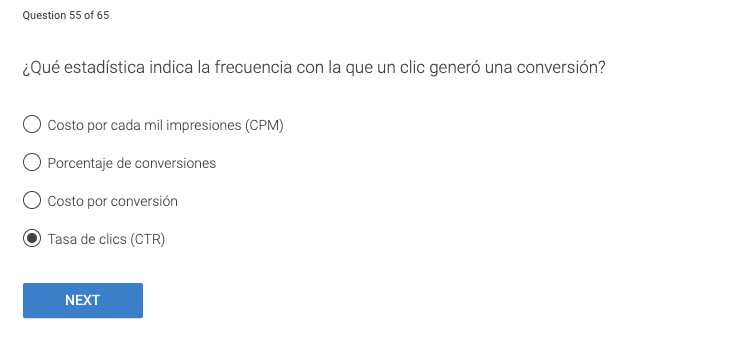 Question 55 of 65
¿Qué estadística indica la frecuencia con la que un clic generó una conversión?
Costo por cada mil impresiones (CPM)
Porcentaje de conversiones
Costo por conversión
Tasa de clics (CTR)
NEXT